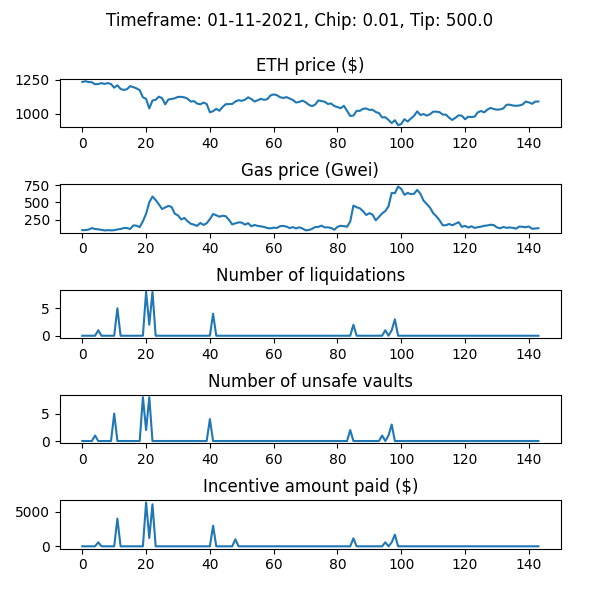 Timeframe: 01-11-2021, Chip: 0.01, Tip: 500.0
ETH price ($)
1250
1000
0 20 40 60 80 100 120 140
Gas price (Gwei)
750
500
250
0 20 40 60 80 100 120 140
Number of liquidations
5
0
0 20 40 60 80 100 120 140
Number of unsafe vaults
5
0
0 20 40 60 80 100 120 140
Incentive amount paid ($)
5000
0
0 20 40 60 80 100 120 140